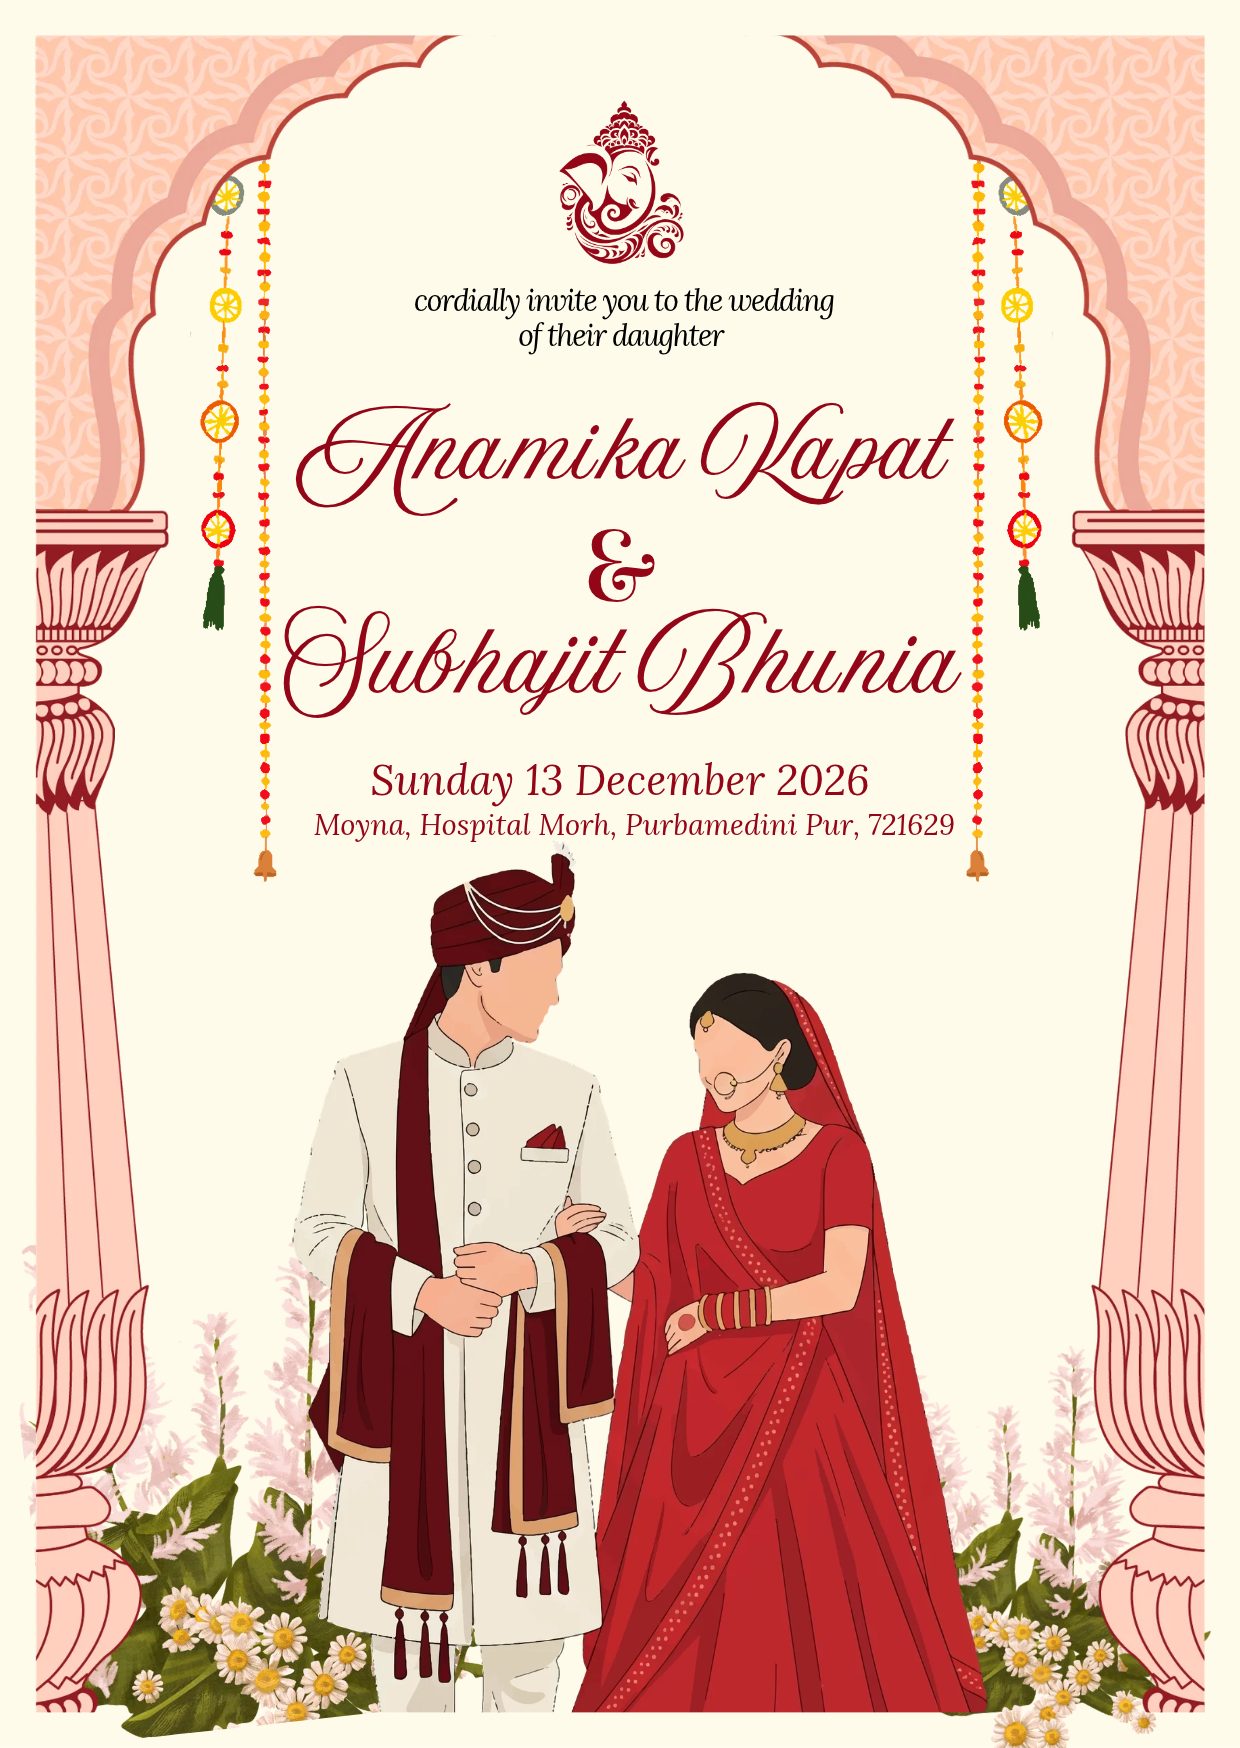 cordially invite you to the wedding
of their daughter
Anamika Kapat
&
Subhajit Bhunia
Sunday 13 December 2026
Moyna, Hospital Morh, Purbamedini Pur, 721629